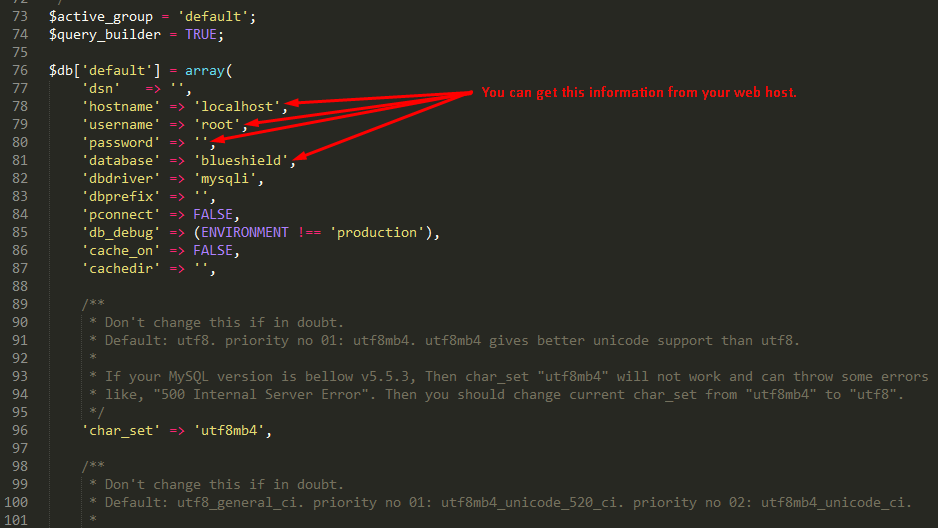 72 */
73 $active_group = 'default';
74 $query_builder = TRUE;
75
76 $db['default'] = array(
77 'dsn' => '',
78 'hostname' => 'localhost',
79 'username' => 'root',
You can get this information from your web host.
80 'password' => '',
81 'database' => 'blueshield',
82 'dbdriver' => 'mysqli',
83 'dbprefix' => '',
84 'pconnect' => FALSE,
85 'db_debug' => (ENVIRONMENT !== 'production'),
86 'cache_on' => FALSE,
87 'cachedir' => '',
88
89 /**
90 * Don't change this if in doubt.
91 * Default: utf8. priority no 01: utf8mb4. utf8mb4 gives better unicode support than utf8.
92 *
93 * If your MySQL version is bellow v5.5.3, Then char_set "utf8mb4" will not work and can throw some errors
94 * like, "500 Internal Server Error". Then you should change current char_set from "utf8mb4" to "utf8".
95 */
96 'char_set' => 'utf8mb4',
97
98 /**
99 * Don't change this if in doubt.
100 * Default: utf8_general_ci. priority no 01: utf8mb4_unicode_520_ci. priority no 02: utf8mb4_unicode_ci.
101 *